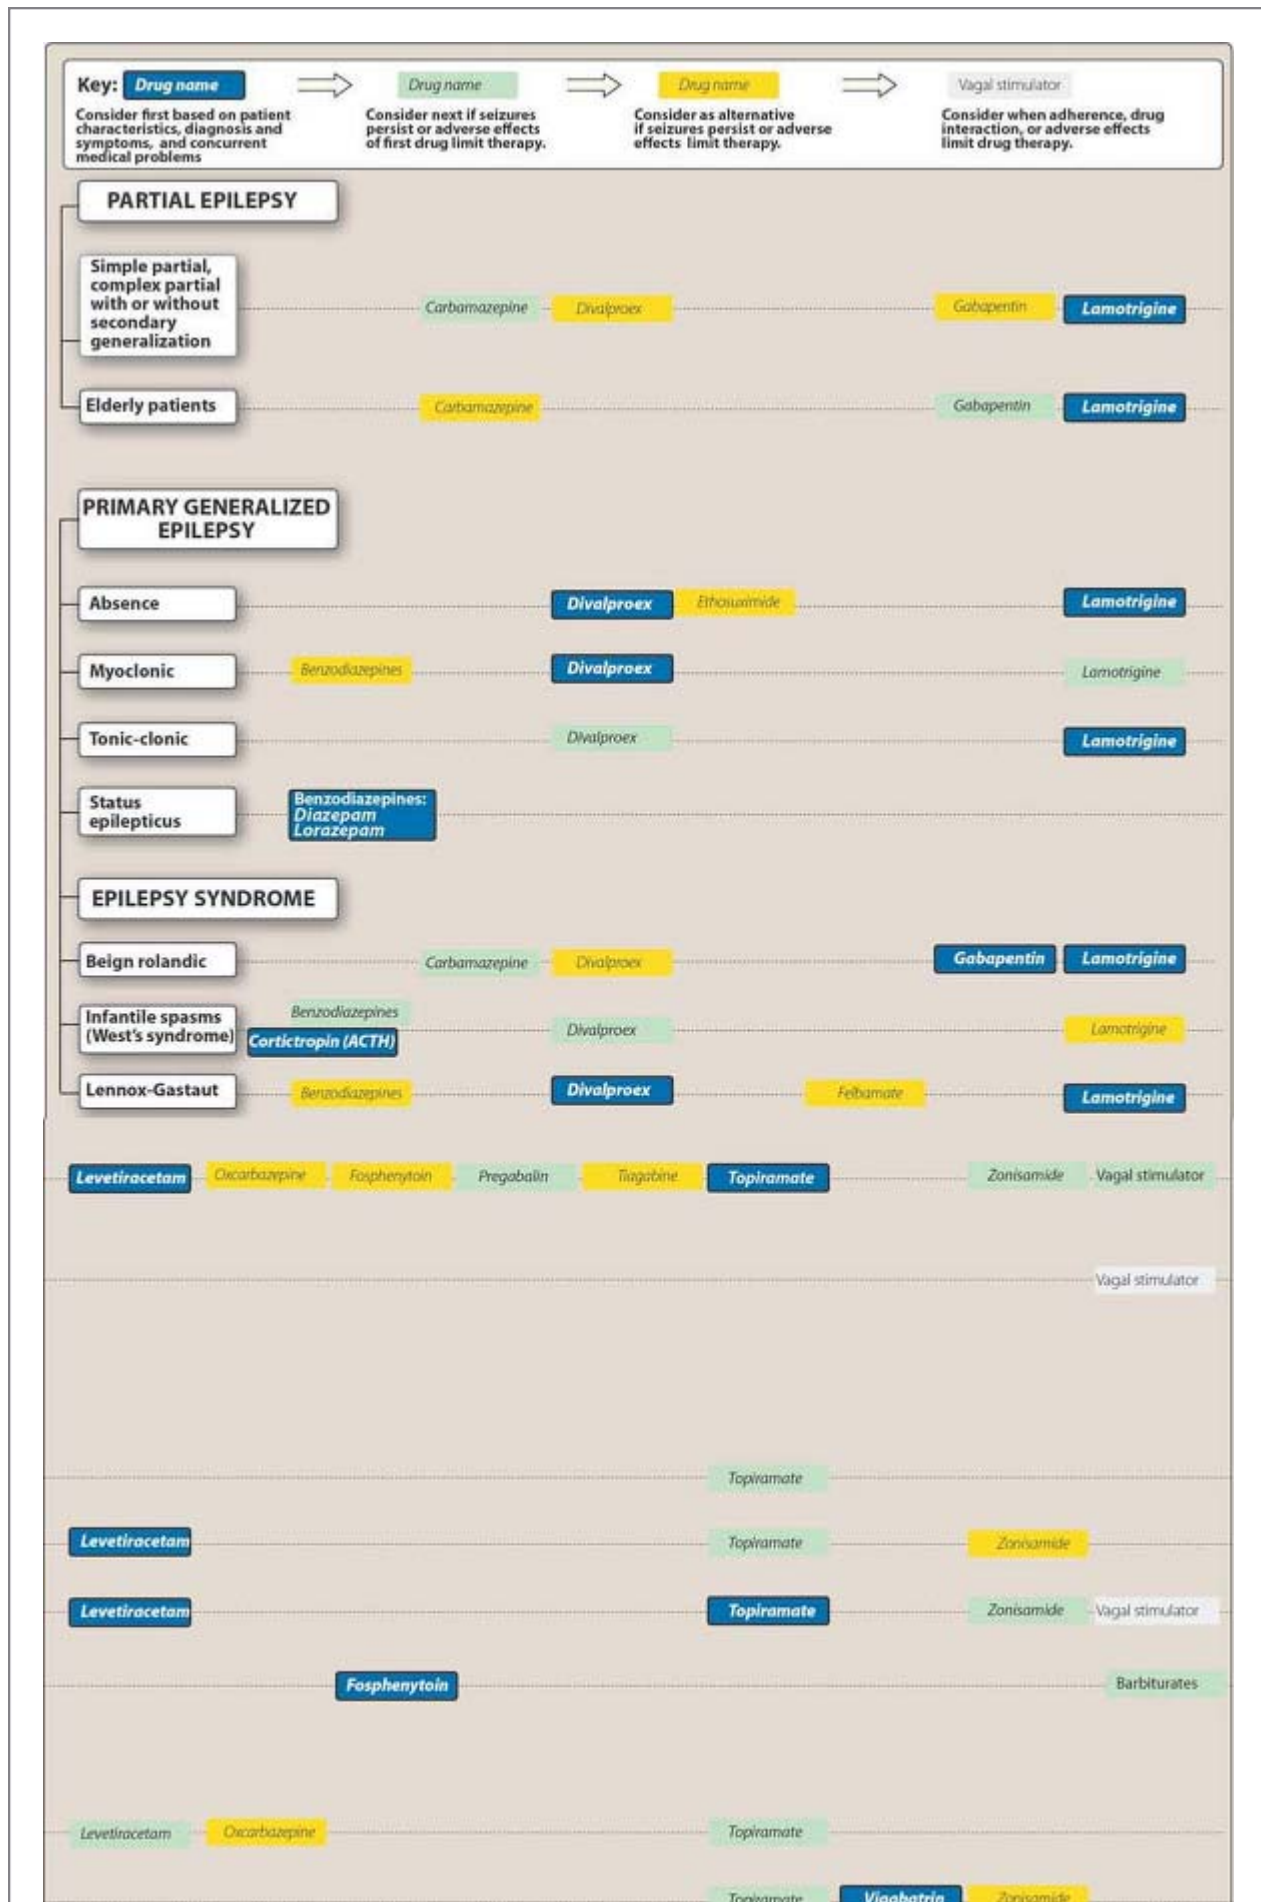 Key: Drug name
Drug name
Drug name
Vagal stimulator
Consider first based on patient
characteristics, diagnosis and
symptoms, and concurrent
medical problems
Consider next if seizures
persist or adverse effects
of first drug limit therapy.
Consider as alternative
if seizures persist or adverse
effects limit therapy.
Consider when adherence, drug
interaction, or adverse effects
limit drug therapy.
PARTIAL EPILEPSY
Simple partial,
complex partial
with or without
secondary
generalization
Carbamazepine
Divalproex
Gabapentin
Lamotrigine
Elderly patients
Carbamazepine
Gabapentin
Lamotrigine
PRIMARY GENERALIZED
EPILEPSY
Absence
Divalproex
Ethosuximide
Lamotrigine
Myoclonic
Benzodiazepines
Divalproex
Lamotrigine
Tonic-clonic
Divalproex
Lamotrigine
Status
epilepticus
Benzodiazepines:
Diazepam
Lorazepam
EPILEPSY SYNDROME
Beign rolandic
Carbamazepine
Divalproex
Gabapentin
Lamotrigine
Infantile spasms
(West's syndrome)
Benzodiazepines
Cortictropin (ACTH)
Divalproex
Lamotrigine
Lennox-Gastaut
Benzodiazepines
Divalproex
Felbamate
Lamotrigine
Levetiracetam
Oxcarbazepine
Fosphenytoin
Pregabalin
Tiagabine
Topiramate
Zonisamide
Vagal stimulator
Vagal stimulator
Topiramate
Levetiracetam
Topiramate
Zonisamide
Levetiracetam
Topiramate
Zonisamide
Vagal stimulator
Fosphenytoin
Barbiturates
Levetiracetam
Oxcarbazepine
Topiramate
Topiramate
Vigabatrin
Zonisamide